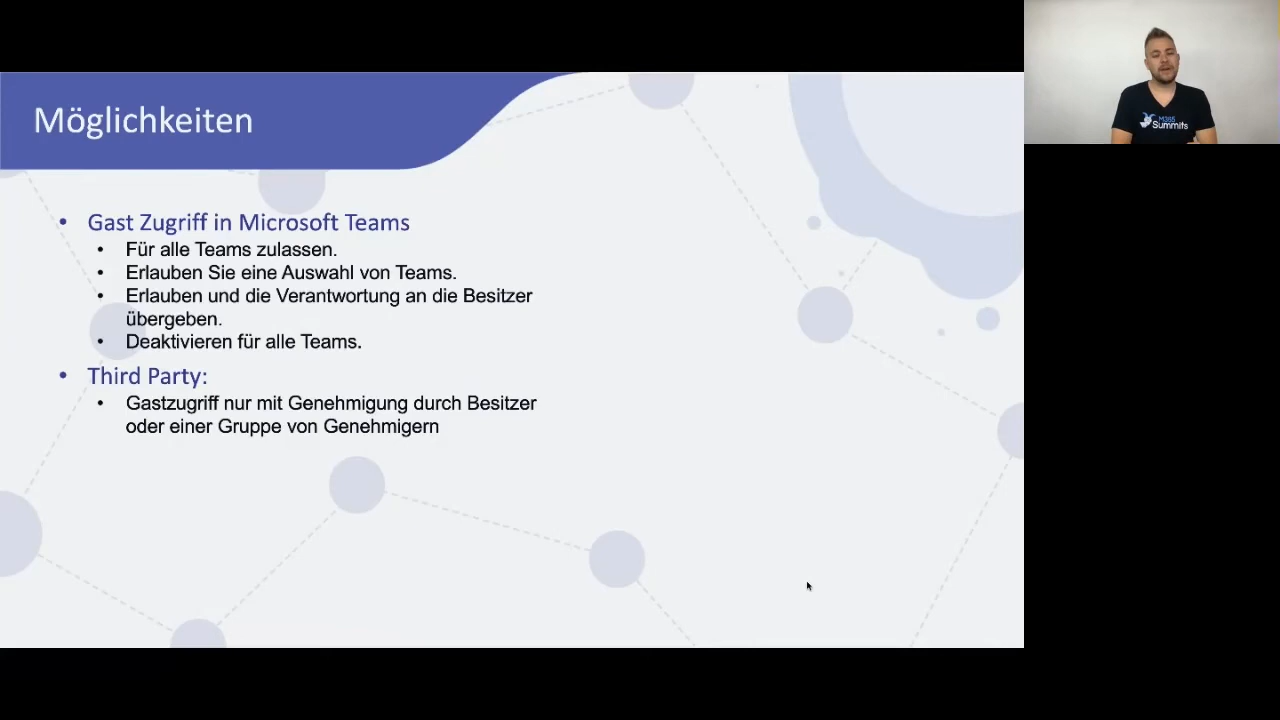 Möglichkeiten
Gast Zugriff in Microsoft Teams
Für alle Teams zulassen.
Erlauben Sie eine Auswahl von Teams.
Erlauben und die Verantwortung an die Besitzer
übergeben.
Deaktivieren für alle Teams.
Third Party:
Gastzugriff nur mit Genehmigung durch Besitzer
oder einer Gruppe von Genehmigern
M365
Summits